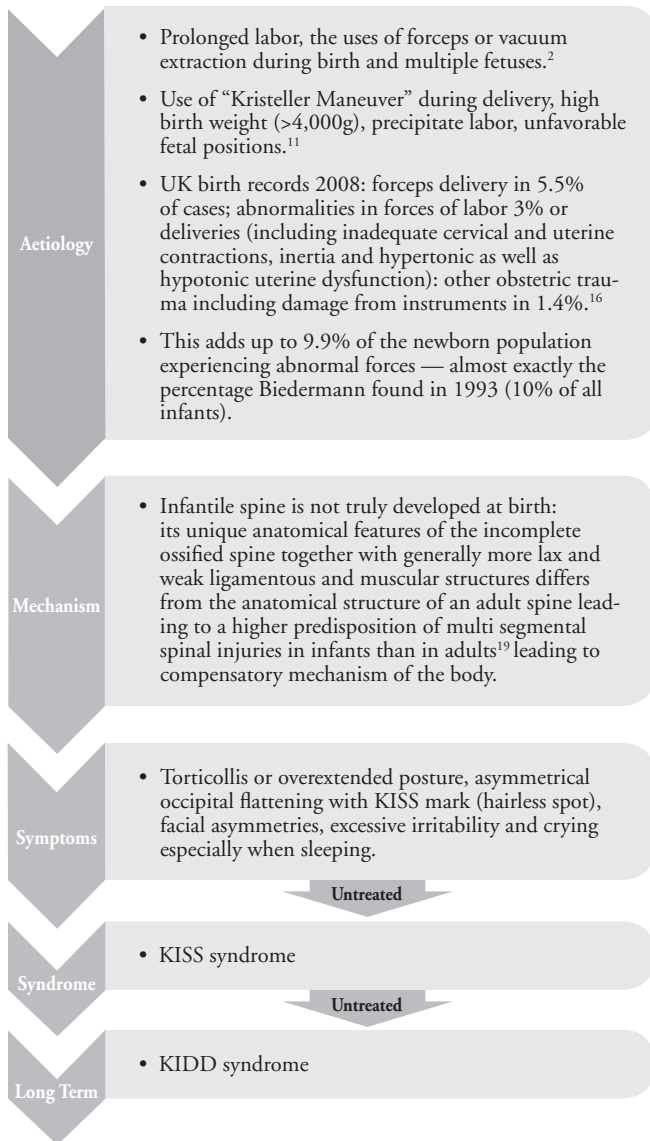 • Prolonged labor, the uses of forceps or vacuum
extraction during birth and multiple fetuses.2
• Use of “Kristeller Maneuver” during delivery, high
birth weight (>4,000g), precipitate labor, unfavorable
fetal positions.11
Aetiology
• UK birth records 2008: forceps delivery in 5.5%
of cases; abnormalities in forces of labor 3% or
deliveries (including inadequate cervical and uterine
contractions, inertia and hypertonic as well as
hypotonic uterine dysfunction): other obstetric trau-
ma including damage from instruments in 1.4%.16
• This adds up to 9.9% of the newborn population
experiencing abnormal forces — almost exactly the
percentage Biedermann found in 1993 (10% of all
infants).
Mechanism
• Infantile spine is not truly developed at birth:
its unique anatomical features of the incomplete
ossified spine together with generally more lax and
weak ligamentous and muscular structures differs
from the anatomical structure of an adult spine lead-
ing to a higher predisposition of multi segmental
spinal injuries in infants than in adults19 leading to
compensatory mechanism of the body.
Symptoms
• Torticollis or overextended posture, asymmetrical
occipital flattening with KISS mark (hairless spot),
facial asymmetries, excessive irritability and crying
especially when sleeping.
Untreated
Syndrome
• KISS syndrome
Untreated
Long Term
• KIDD syndrome